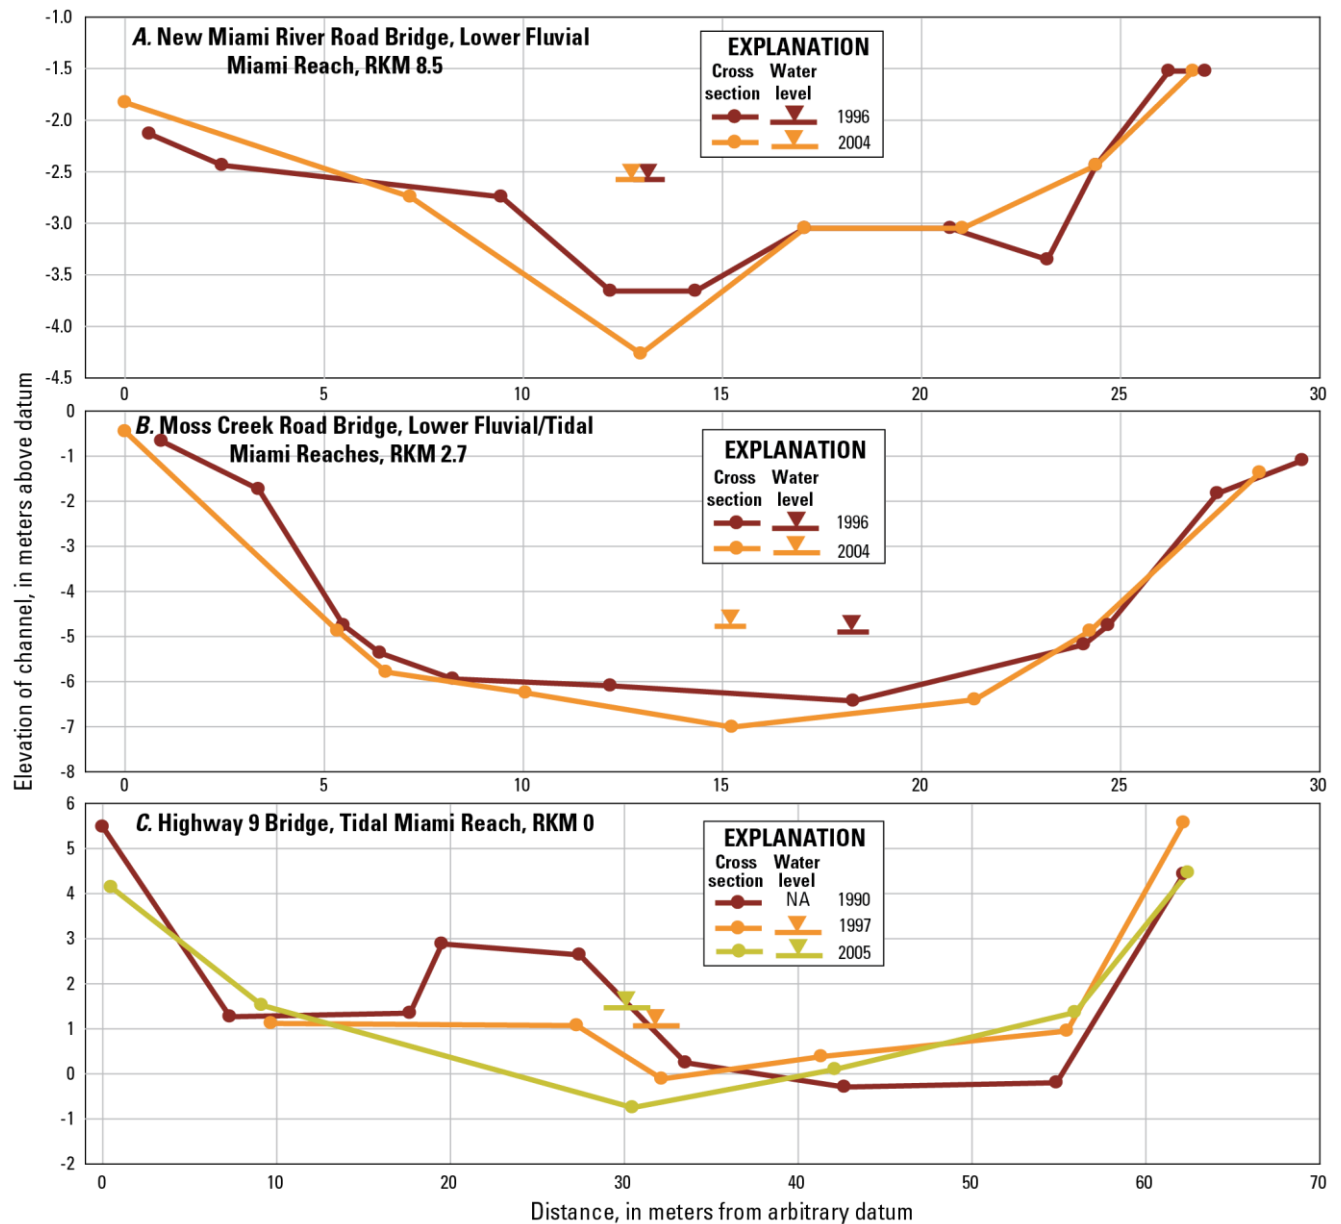 -1.0
-1.5
-2.0
-2.5
-3.0
-3.5
-4.0
-4.5
A. New Miami River Road Bridge, Lower Fluvial
Miami Reach, RKM 8.5
EXPLANATION
Cross Water
section level
1996
2004
0 5 10 15 20 25 30
0
-1
-2
-3
-4
-5
-6
-7
-8
B. Moss Creek Road Bridge, Lower Fluvial/Tidal
Miami Reaches, RKM 2.7
EXPLANATION
Cross Water
section level
1996
2004
0 5 10 15 20 25 30
6
5
4
3
2
1
0
-1
-2
C. Highway 9 Bridge, Tidal Miami Reach, RKM 0
EXPLANATION
Cross Water
section level
NA 1990
1997
2005
0 10 20 30 40 50 60 70
Elevation of channel, in meters above datum
Distance, in meters from arbitrary datum